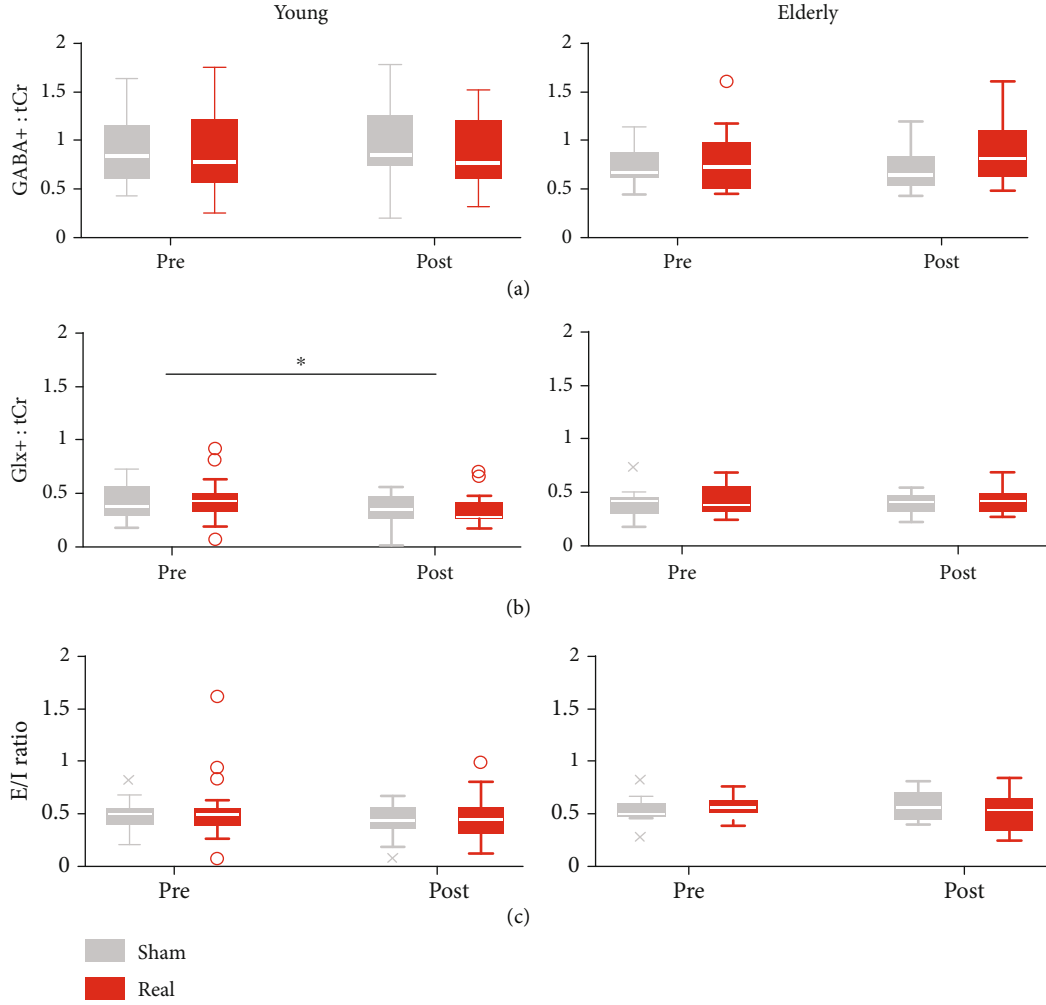 Young
Elderly
GABA+ : tCr
2
1.5
1
0.5
0
Pre
Post
2
1.5
1
0.5
0
Pre
Post
(a)
Glx+ : tCr
2
1.5
1
0.5
0
*
Pre
Post
2
1.5
1
0.5
0
Pre
Post
(b)
E/I ratio
2
1.5
1
0.5
0
Pre
Post
2
1.5
1
0.5
0
Pre
Post
(c)
Sham
Real